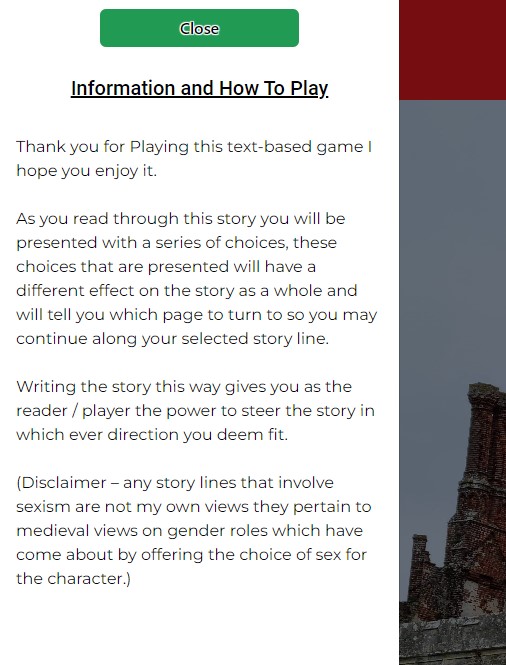 Close
Information and How To Play
Thank you for Playing this text-based game I
hope you enjoy it.
As you read through this story you will be
presented with a series of choices, these
choices that are presented will have a
different effect on the story as a whole and
will tell you which page to turn to so you may
continue along your selected story line.
Writing the story this way gives you as the
reader / player the power to steer the story in
which ever direction you deem fit.
(Disclaimer – any story lines that involve
sexism are not my own views they pertain to
medieval views on gender roles which have
come about by offering the choice of sex for
the character.)